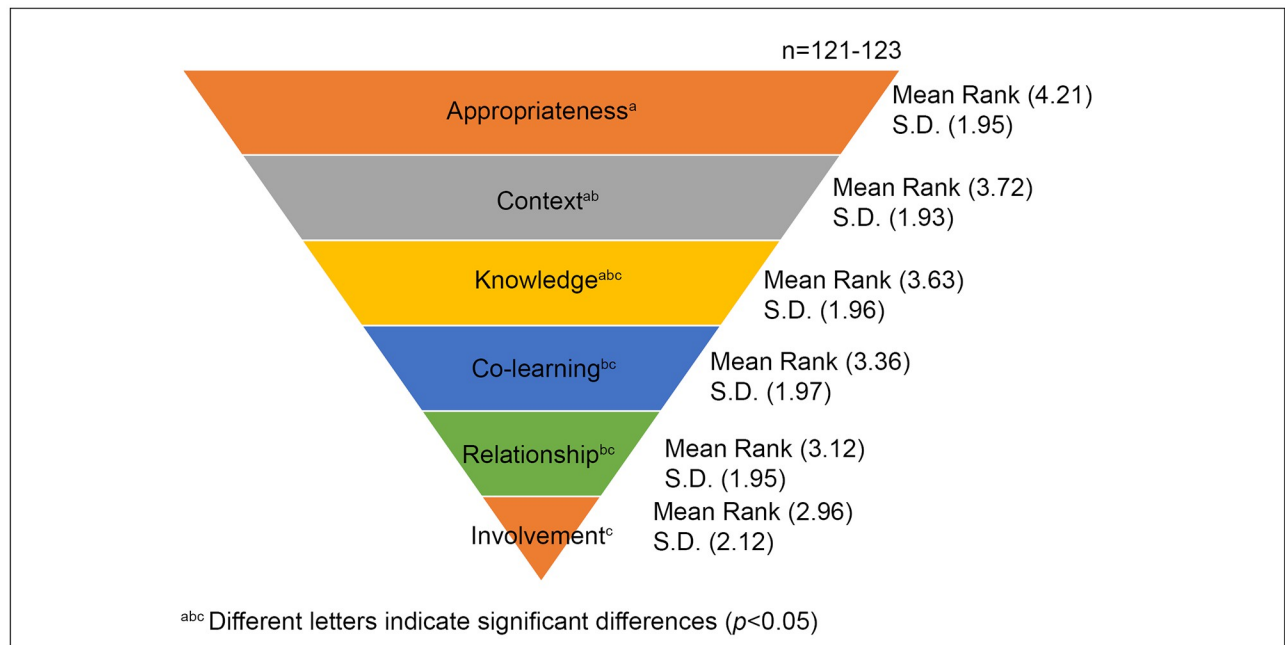 n=121-123
Appropriatenessᵃ
Mean Rank (4.21)
S.D. (1.95)
Contextᵃᵇ
Mean Rank (3.72)
S.D. (1.93)
Knowledgeᵃᵇᶜ
Mean Rank (3.63)
S.D. (1.96)
Co-learningᵇᶜ
Mean Rank (3.36)
S.D. (1.97)
Relationshipᵇᶜ
Mean Rank (3.12)
S.D. (1.95)
Involvementᶜ
Mean Rank (2.96)
S.D. (2.12)
ᵃᵇᶜ Different letters indicate significant differences (p<0.05)